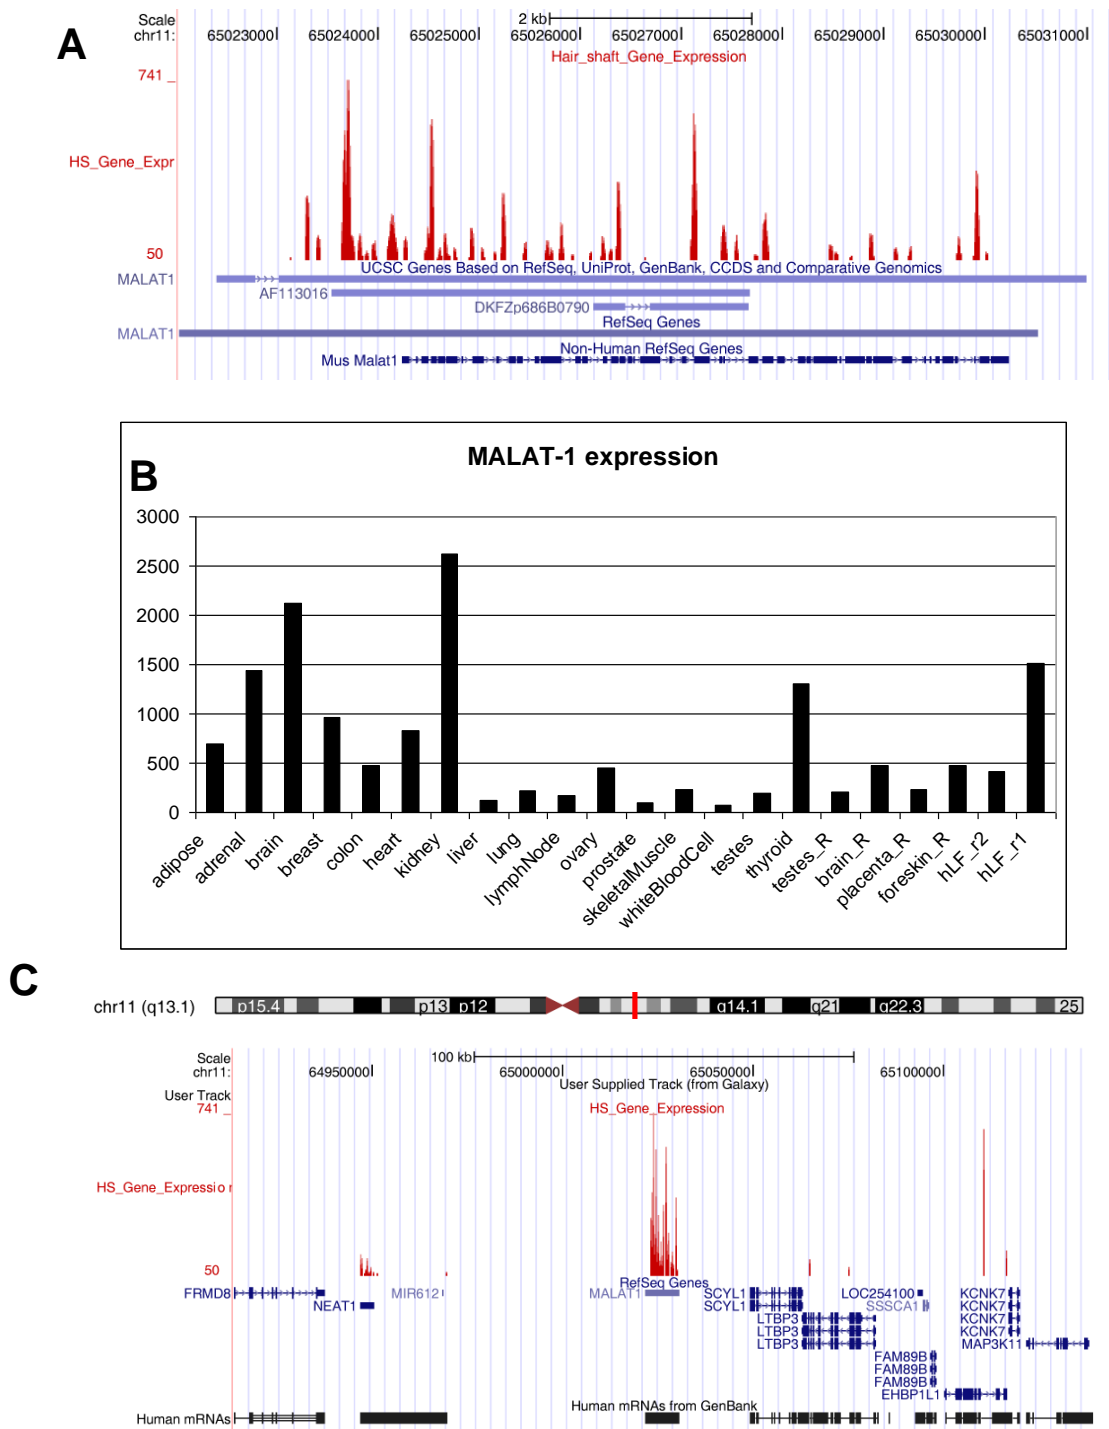 A
Scale
2 kb
chr11:
65023000
65024000
65025000
65026000
65027000
65028000
65029000
65030000
65031000
Hair_shaft_Gene_Expression
741 _
HS_Gene_Expr
50
UCSC Genes Based on RefSeq, UniProt, GenBank, CCDS and Comparative Genomics
MALAT1
AF113016
DKFZp686B0790
RefSeq Genes
MALAT1
Non-Human RefSeq Genes
Mus Malat1
B
MALAT-1 expression
3000
2500
2000
1500
1000
500
0
adipose
adrenal
brain
breast
colon
heart
kidney
liver
lung
lymphNode
ovary
prostate
skeletalMuscle
whiteBloodCell
testes
thyroid
testes_R
brain_R
placenta_R
foreskin_R
hLF_r2
hLF_r1
C
chr11 (q13.1)
p15.4
p13
p12
q14.1
q21
q22.3
25
Scale
100 kb
chr11:
64950000
65000000
65050000
65100000
User Supplied Track (from Galaxy)
User Track
741 _
HS_Gene_Expression
HS_Gene_Expressio
50
RefSeq Genes
FRMD8
MIR612
MALAT1
SCYL1
LOC254100
KCNK7
NEAT1
SCYL1
SSSCA1
KCNK7
LTBP3
KCNK7
LTBP3
KCNK7
LTBP3
MAP3K11
FAM89B
FAM89B
FAM89B
EHBP1L1
Human mRNAs from GenBank
Human mRNAs